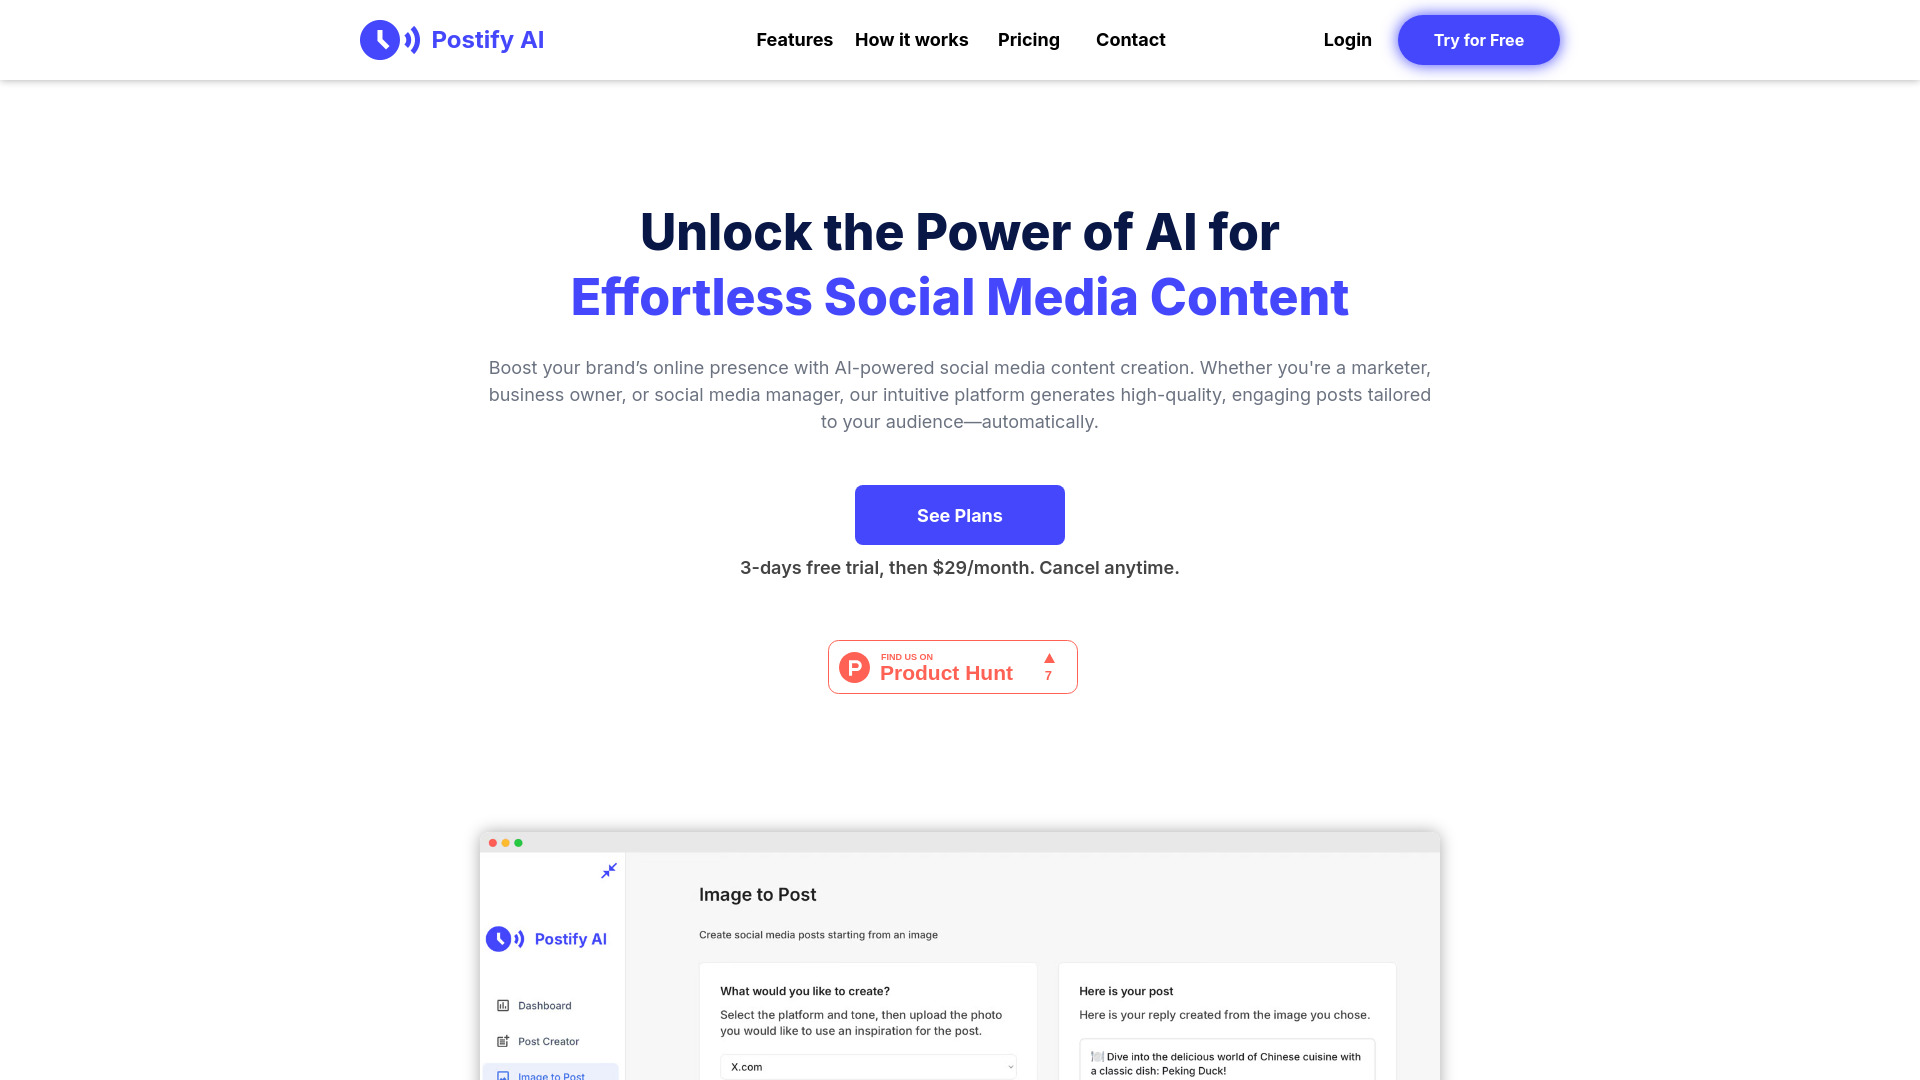 Postify AI
Features
How it works
Pricing
Contact
Login
Try for Free
Unlock the Power of AI for
Effortless Social Media Content
Boost your brand’s online presence with AI-powered social media content creation. Whether you're a marketer,
business owner, or social media manager, our intuitive platform generates high-quality, engaging posts tailored
to your audience—automatically.
See Plans
3-days free trial, then $29/month. Cancel anytime.
FIND US ON
Product Hunt
7
Image to Post
Create social media posts starting from an image
Postify AI
Dashboard
Post Creator
Image to Post
What would you like to create?
Select the platform and tone, then upload the photo
you would like to use an inspiration for the post.
X.com
Here is your post
Here is your reply created from the image you chose.
🍽️ Dive into the delicious world of Chinese cuisine with
a classic dish: Peking Duck!